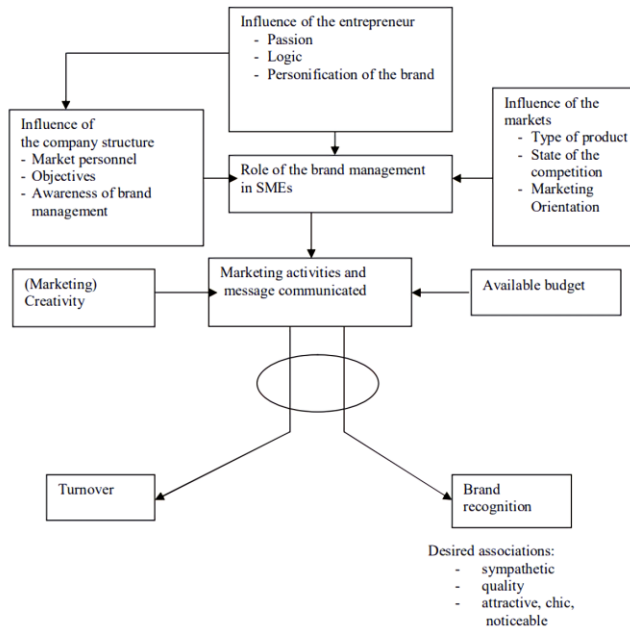 Influence of the entrepreneur
- Passion
- Logic
- Personification of the brand
Influence of
the company structure
- Market personnel
- Objectives
- Awareness of brand
management
Influence of the
markets
- Type of product
- State of the
competition
- Marketing
Orientation
Role of the brand management
in SMEs
(Marketing)
Creativity
Marketing activities and
message communicated
Available budget
Turnover
Brand
recognition
Desired associations:
- sympathetic
- quality
- attractive, chic,
noticeable